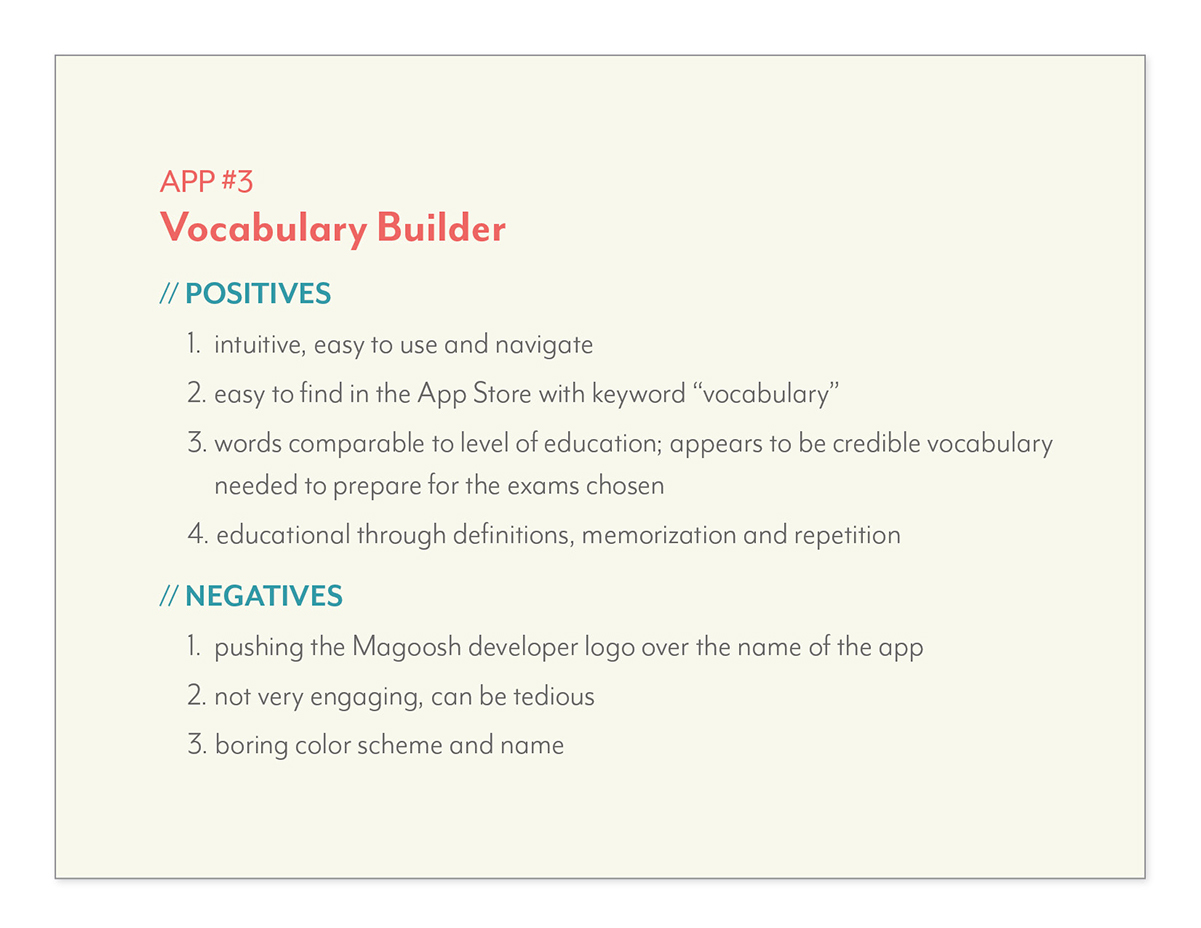 APP #3
Vocabulary Builder
// POSITIVES
1. intuitive, easy to use and navigate
2. easy to find in the App Store with keyword “vocabulary”
3. words comparable to level of education; appears to be credible vocabulary
needed to prepare for the exams chosen
4. educational through definitions, memorization and repetition
// NEGATIVES
1. pushing the Magoosh developer logo over the name of the app
2. not very engaging, can be tedious
3. boring color scheme and name